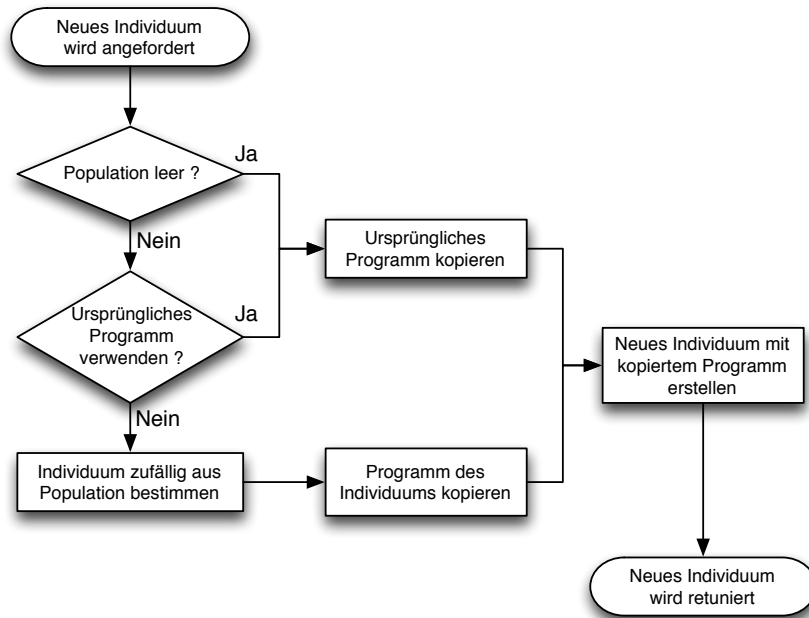 Neues Individuum
wird angefordert
Population leer ?
Ja
Nein
Ursprüngliches
Programm kopieren
Ursprüngliches
Programm
verwenden ?
Ja
Neues Individuum mit
kopiertem Programm
erstellen
Nein
Individuum zufällig aus
Population bestimmen
Programm des
Individuums kopieren
Neues Individuum
wird retuniert